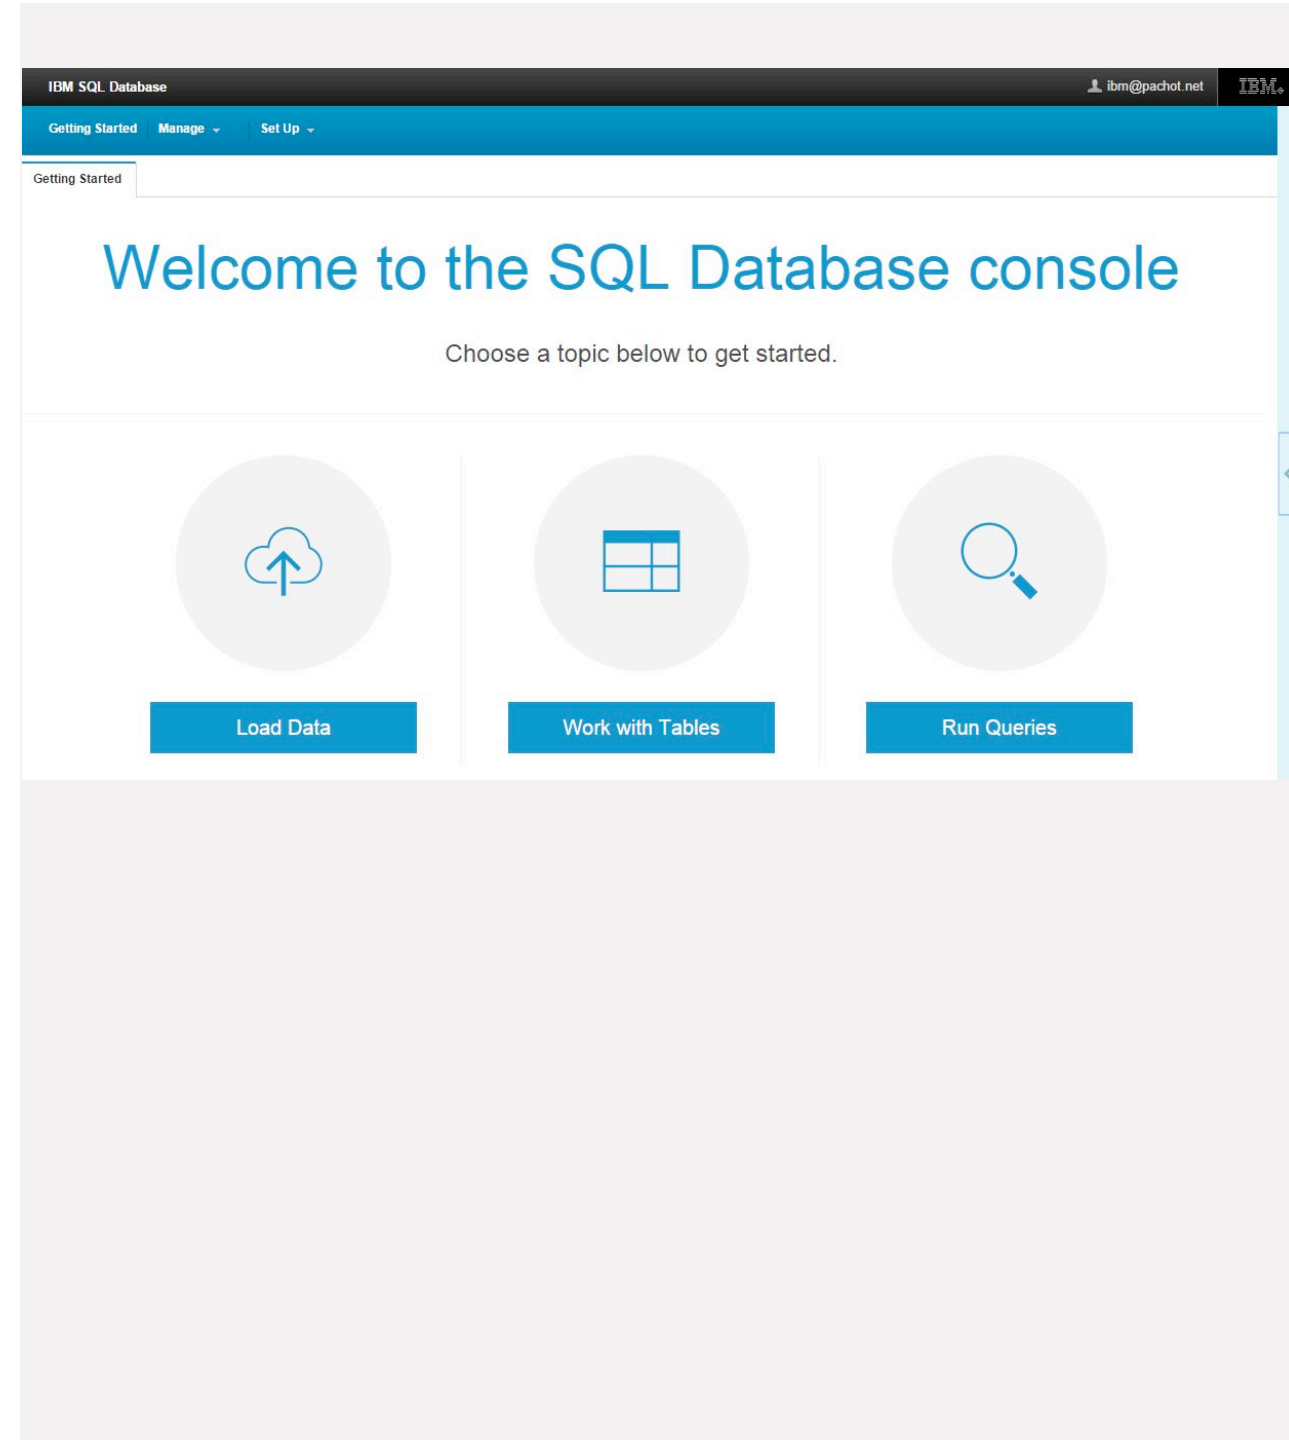 IBM SQL Database
ibm@pachot.net
IBM
Getting Started
Manage
Set Up
Getting Started
Welcome to the SQL Database console
Choose a topic below to get started.
Load Data
Work with Tables
Run Queries